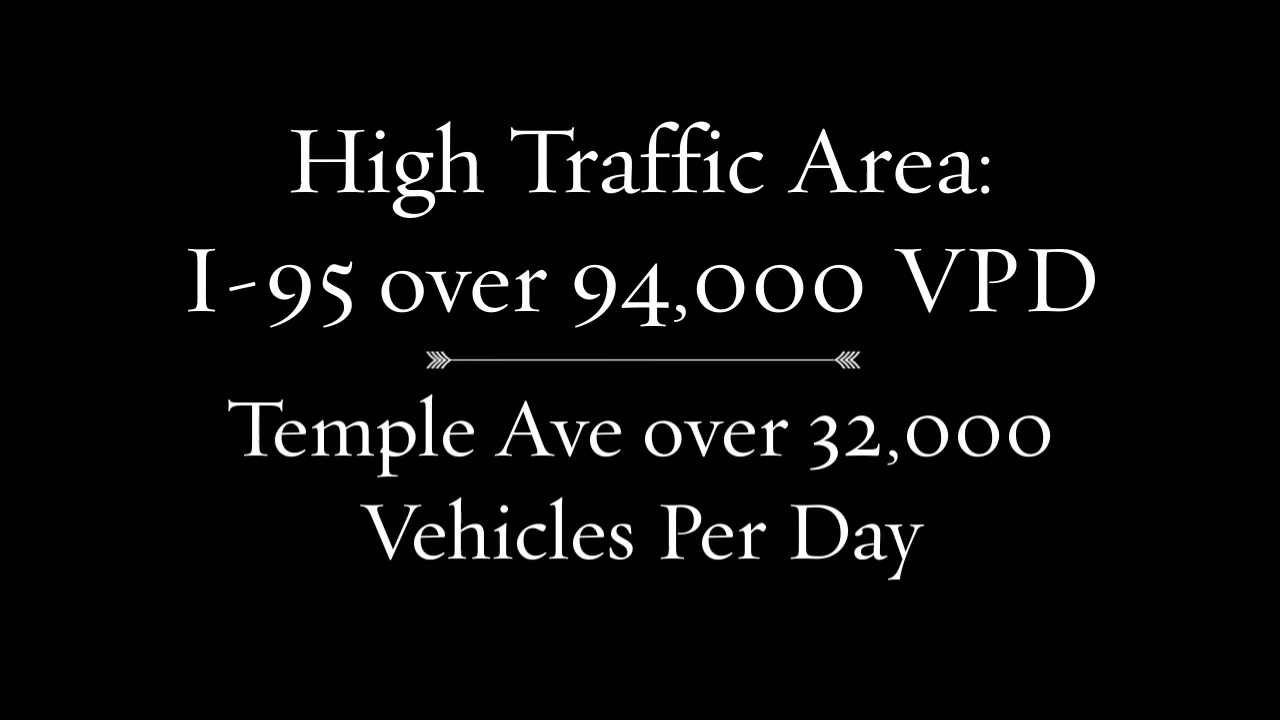 High Traffic Area:
I-95 over 94,000 VPD
Temple Ave over 32,000
Vehicles Per Day